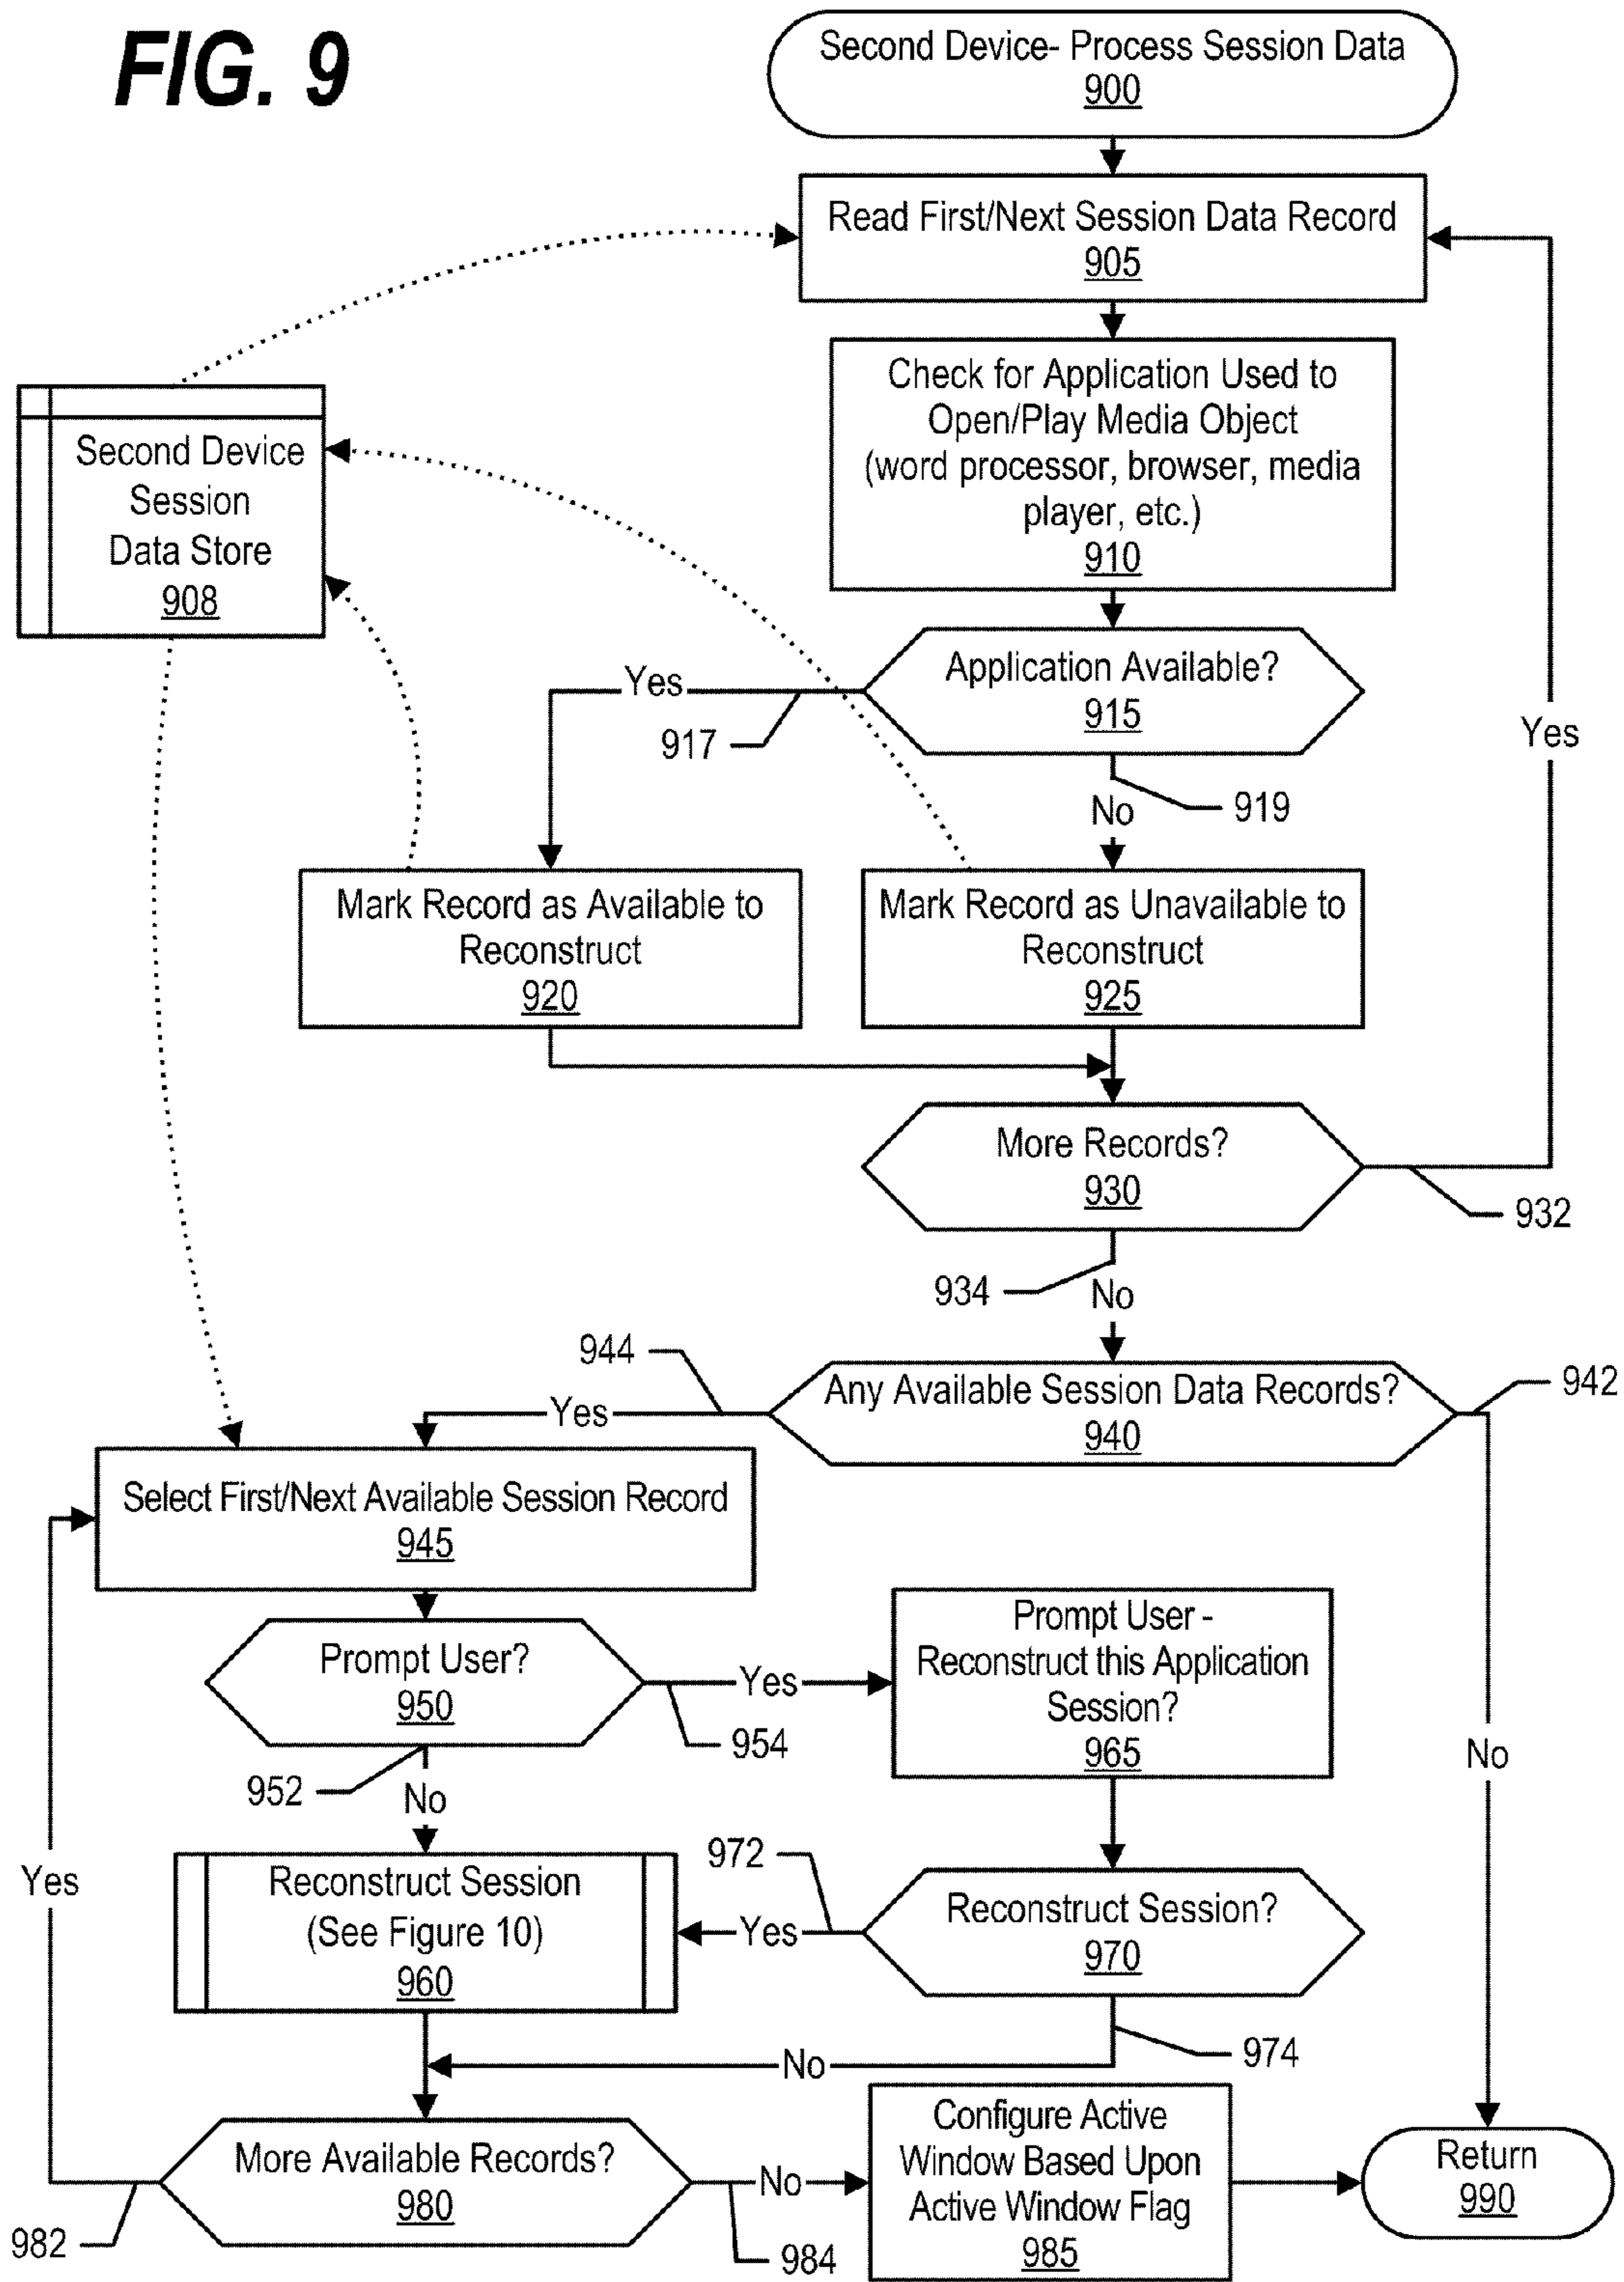 FIG. 9
Second Device- Process Session Data
900
Read First/Next Session Data Record
905
Check for Application Used to
Open/Play Media Object
(word processor, browser, media
player, etc.)
910
Second Device
Session
Data Store
908
Application Available?
915
Yes
917
No
919
Yes
Mark Record as Available to
Reconstruct
920
Mark Record as Unavailable to
Reconstruct
925
More Records?
930
932
934
No
944
Yes
Any Available Session Data Records?
940
942
Select First/Next Available Session Record
945
Prompt User?
950
Yes
954
Prompt User -
Reconstruct this Application
Session?
965
No
952
No
Yes
Reconstruct Session
(See Figure 10)
960
972
Yes
Reconstruct Session?
970
No
974
More Available Records?
980
982
No
984
Configure Active
Window Based Upon
Active Window Flag
985
Return
990